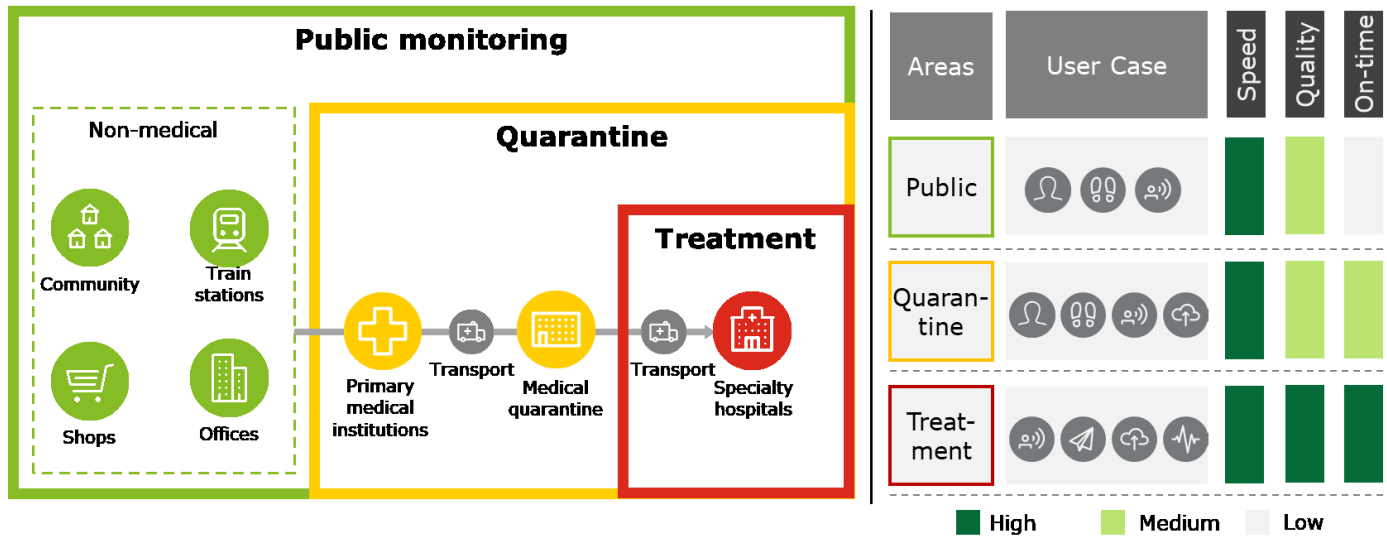 Public monitoring
Non-medical
Community
Train
stations
Shops
Offices
Quarantine
Primary
medical
institutions
Transport
Medical
quarantine
Treatment
Transport
Specialty
hospitals
Areas
User Case
Speed
Quality
On-time
Public
Quaran-
tine
Treat-
ment
High
Medium
Low